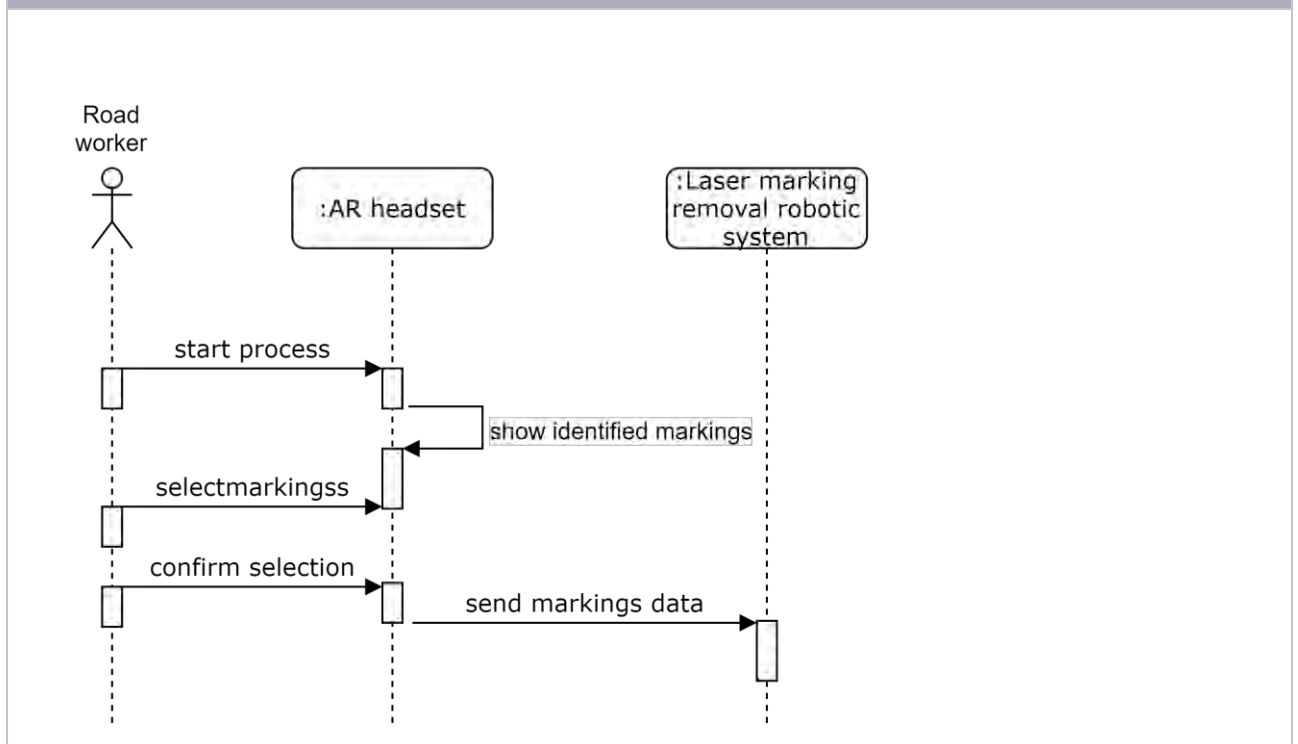 Road
worker
:AR headset
:Laser marking
removal robotic
system
start process
show identified markings
selectmarkingss
confirm selection
send markings data